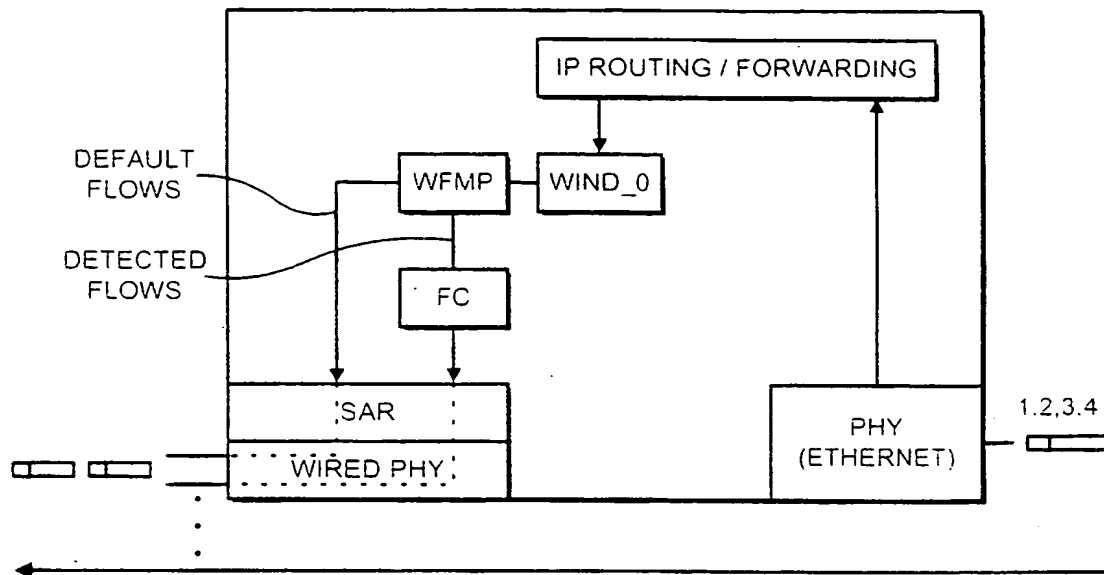 IP ROUTING / FORWARDING
DEFAULT
FLOWS
WFMP
WIND_0
DETECTED
FLOWS
FC
SAR
WIRED PHY
PHY
(ETHERNET)
1.2,3.4